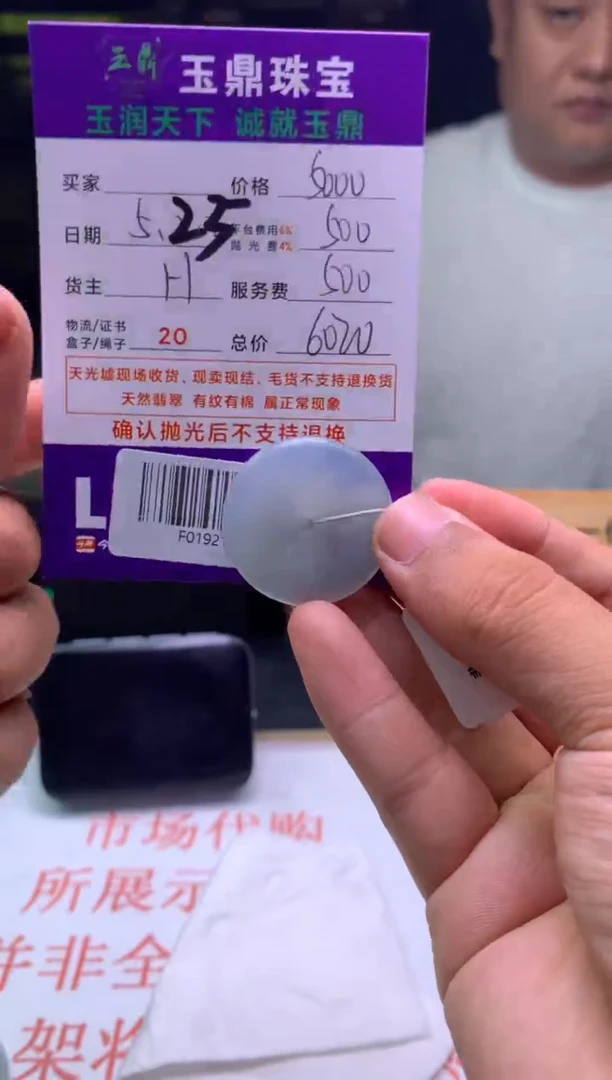 玉鼎 玉鼎珠宝
玉润天下 诚就玉鼎
买家 价格 5000
日期 5.25 平台费用6% 抛光费4% 500
货主 H 服务费 500
物流/证书 盒子/绳子 20 总价 6020
天光墟现场收货、现卖现结、毛货不支持退换货
天然翡翠 有纹有棉 属正常现象
确认抛光后不支持退换
L
F0192
市场代购
所展示
并非全
架将